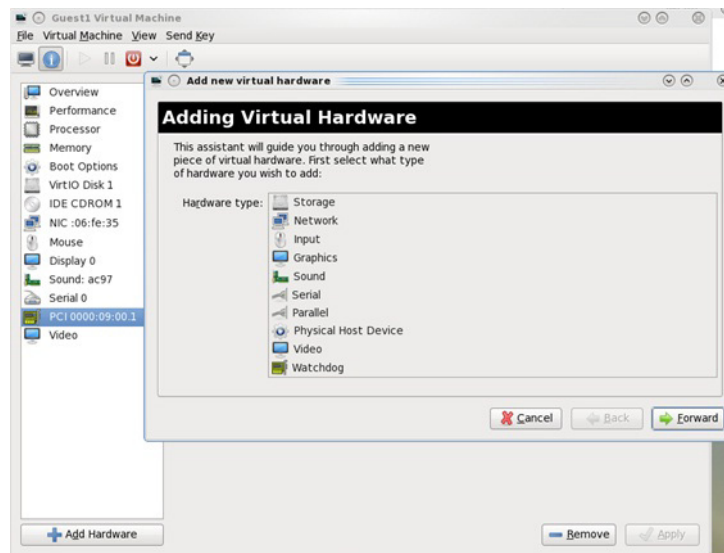 Guest1 Virtual Machine
File Virtual Machine View Send Key
Overview
Performance
Processor
Memory
Boot Options
VirtIO Disk 1
IDE CDROM 1
NIC :06:fe:35
Mouse
Display 0
Sound: ac97
Serial 0
PCI 0000:09:00.1
Video
Add Hardware
Add new virtual hardware
Adding Virtual Hardware
This assistant will guide you through adding a new
piece of virtual hardware. First select what type
of hardware you wish to add:
Hardware type:
Storage
Network
Input
Graphics
Sound
Serial
Parallel
Physical Host Device
Video
Watchdog
Cancel
Back
Forward
Remove
Apply